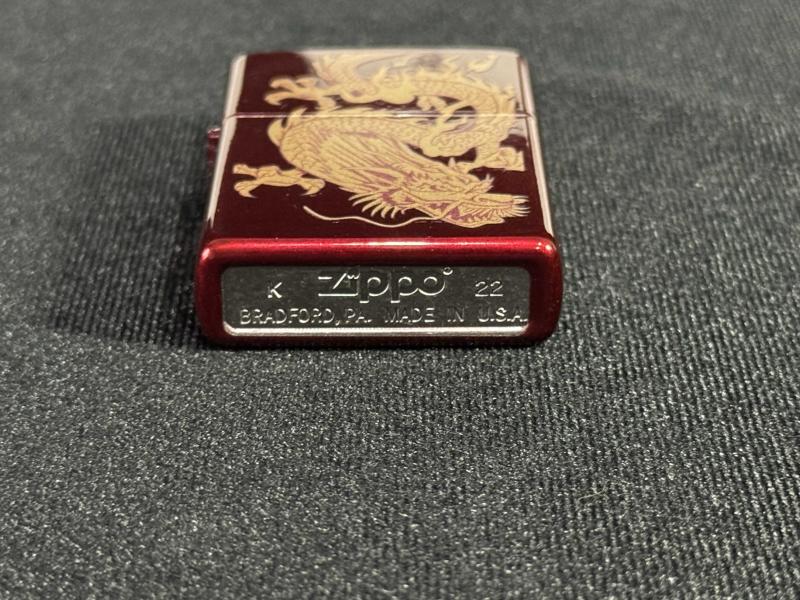 K Zippo® 22
BRADFORD, PA. MADE IN U.S.A.